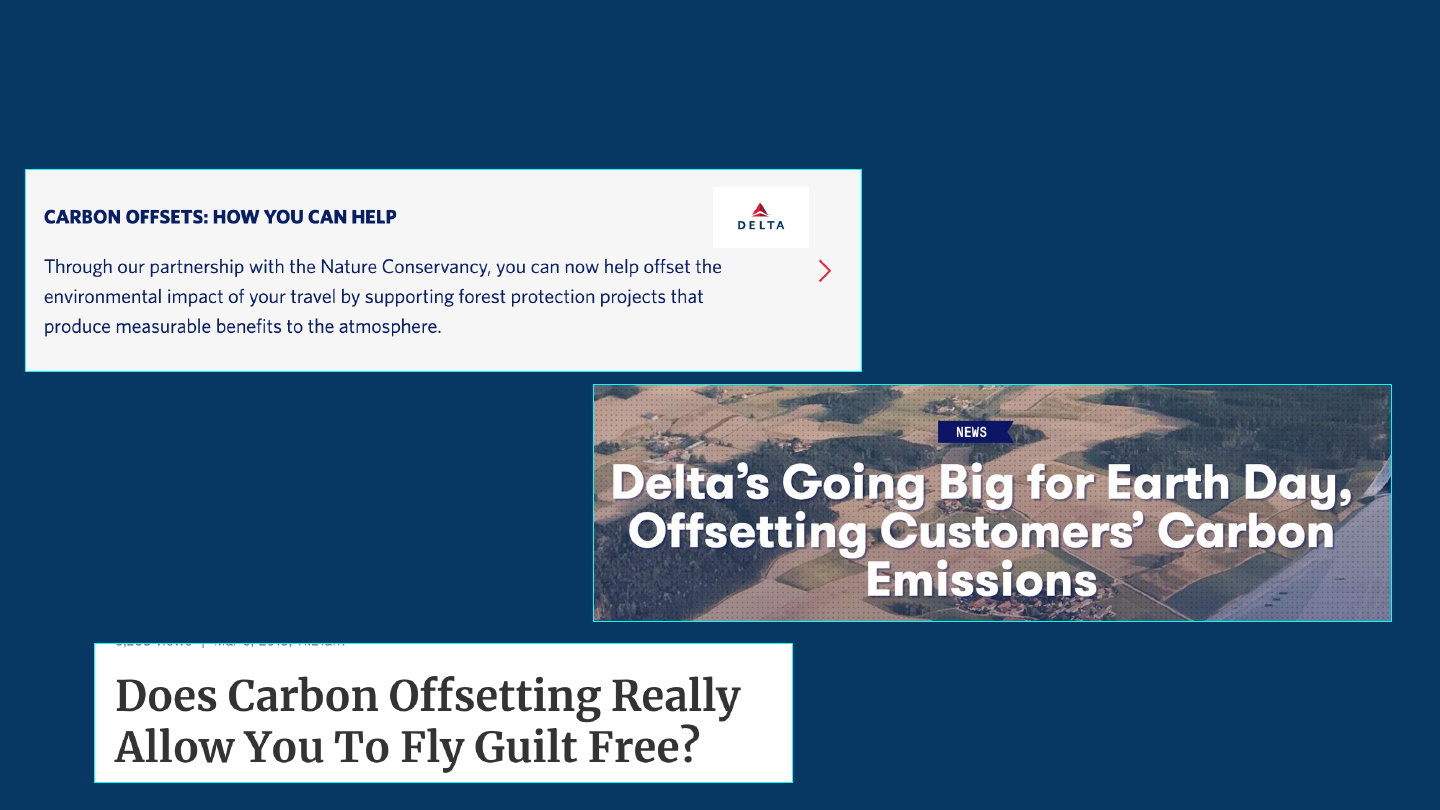 CARBON OFFSETS: HOW YOU CAN HELP
DELTA
Through our partnership with the Nature Conservancy, you can now help offset the
environmental impact of your travel by supporting forest protection projects that
produce measurable benefits to the atmosphere.
NEWS
Delta’s Going Big for Earth Day,
Offsetting Customers’ Carbon
Emissions
Does Carbon Offsetting Really
Allow You To Fly Guilt Free?